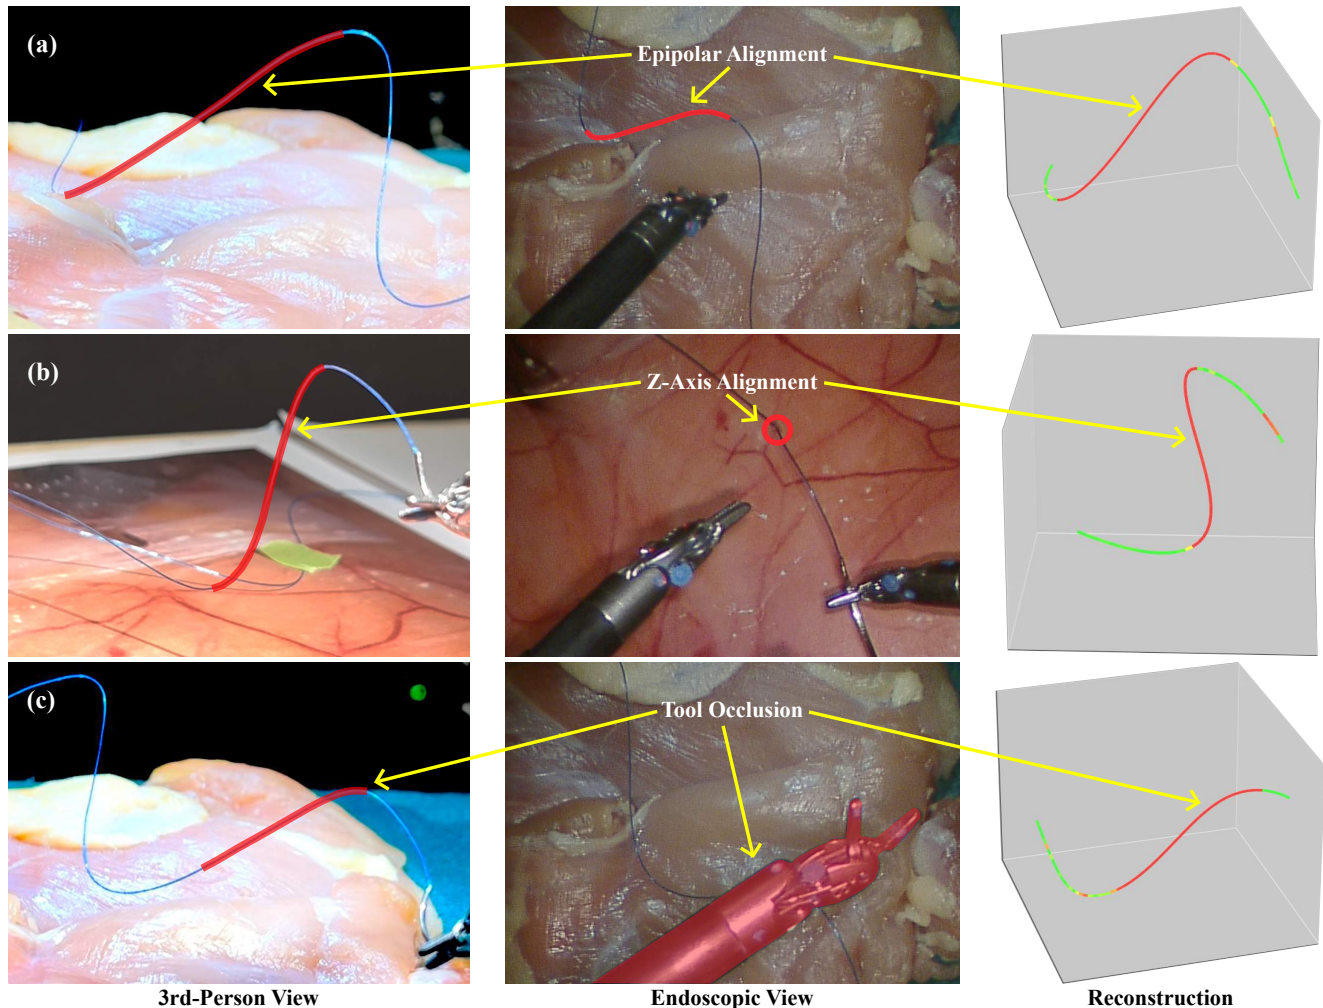 (a)
Epipolar Alignment
(b)
Z-Axis Alignment
(c)
Tool Occlusion
3rd-Person View
Endoscopic View
Reconstruction